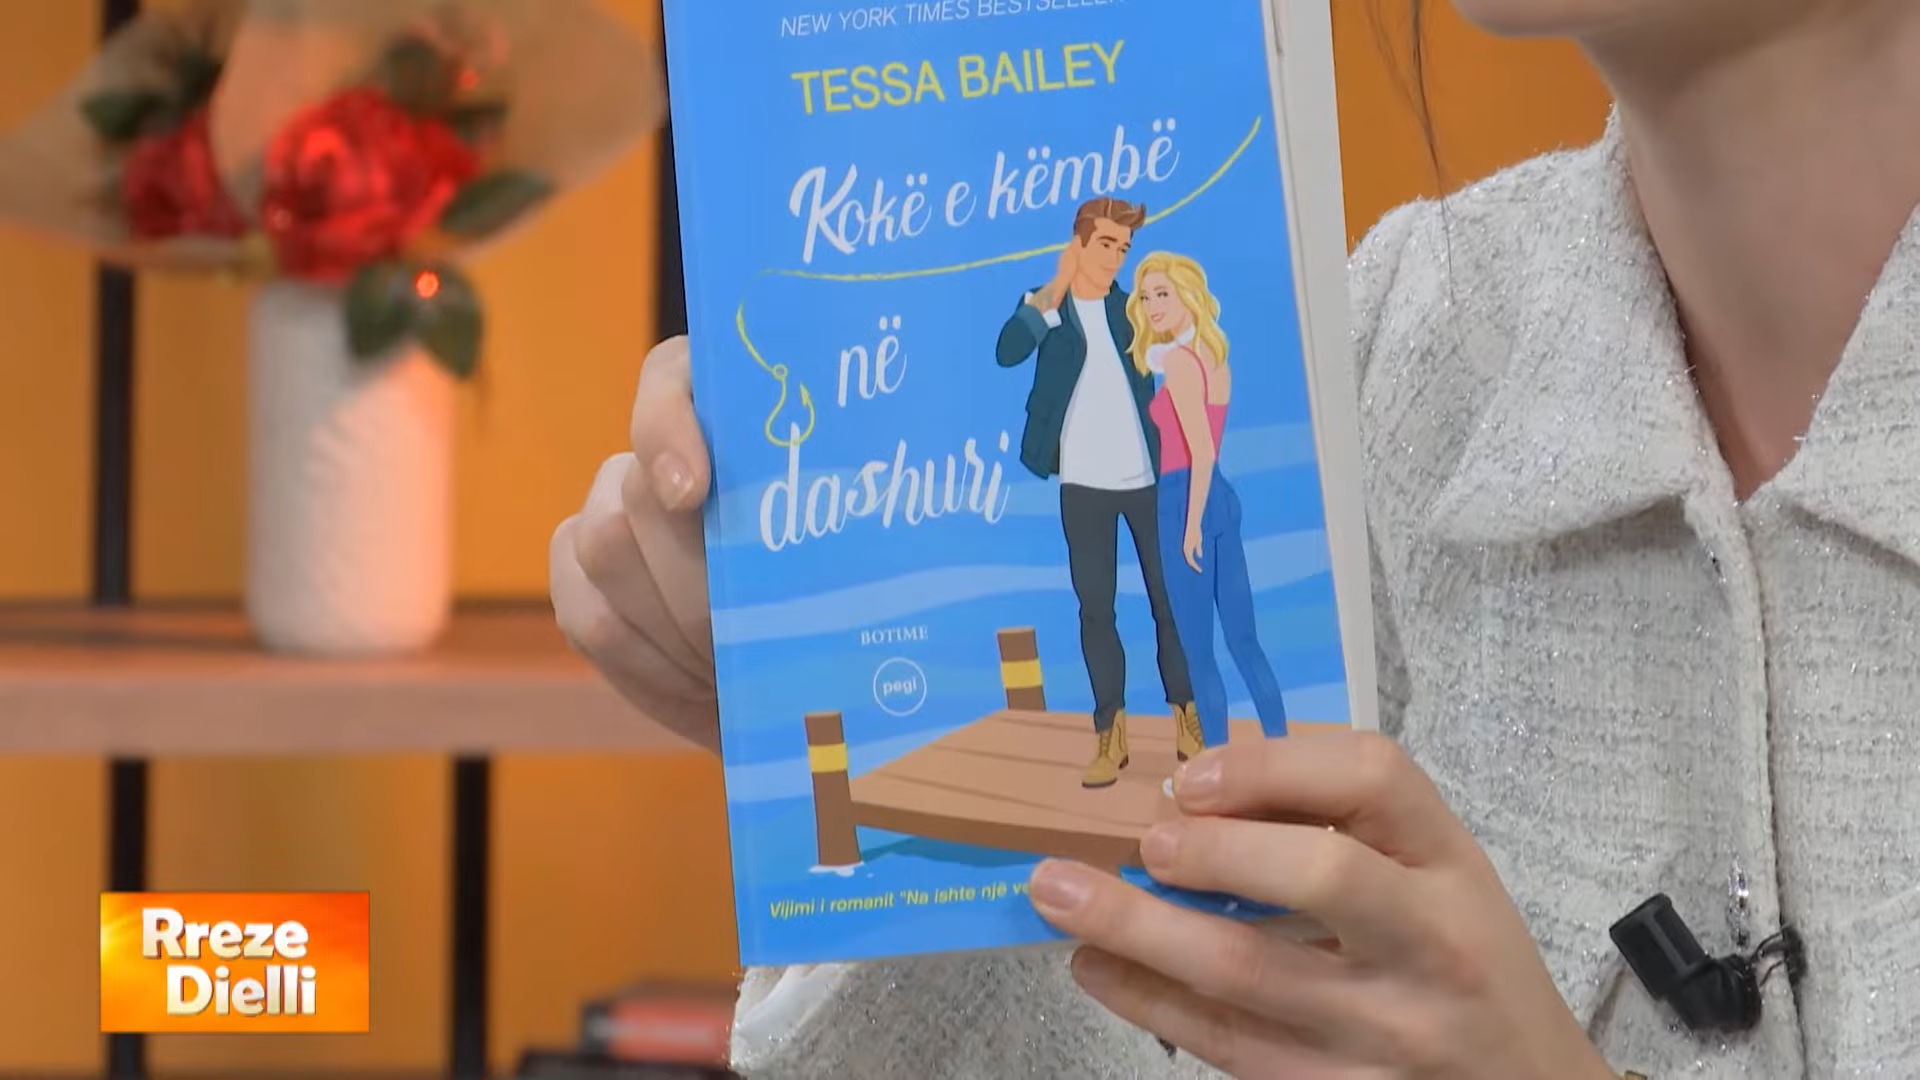 NEW YORK TIMES BESTSELLER
TESSA BAILEY
Kokë e këmbë
në
dashuri
BOTIME
pegi
Vijimi i romanit "Na ishte një
Rreze
Dielli